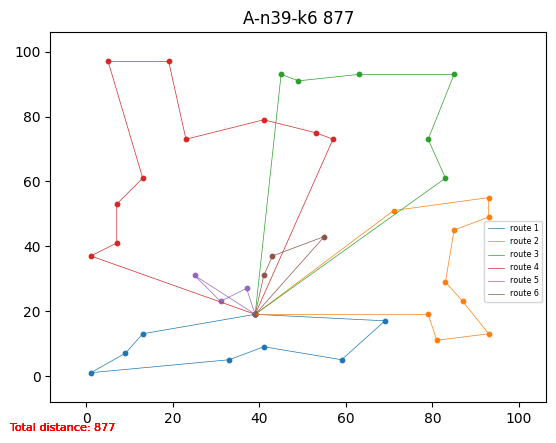 A-n39-k6 877
100
80
60
40
20
0
route 1
route 2
route 3
route 4
route 5
route 6
0 20 40 60 80 100
Total distance: 877